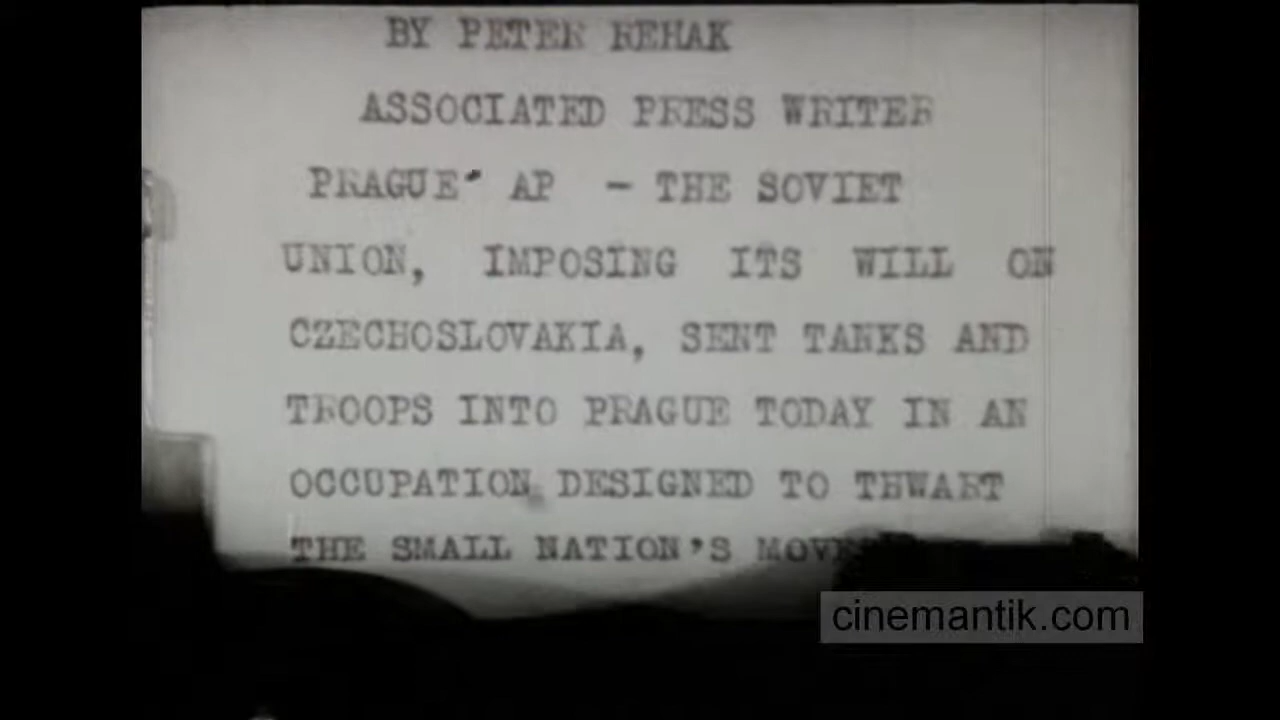 BY PETER REHAK
ASSOCIATED PRESS WRITER
PRAGUE' AP - THE SOVIET
UNION, IMPOSING ITS WILL ON
CZECHOSLOVAKIA, SENT TANKS AND
TROOPS INTO PRAGUE TODAY IN AN
OCCUPATION DESIGNED TO THWART
THE SMALL NATION'S
cinemantik.com